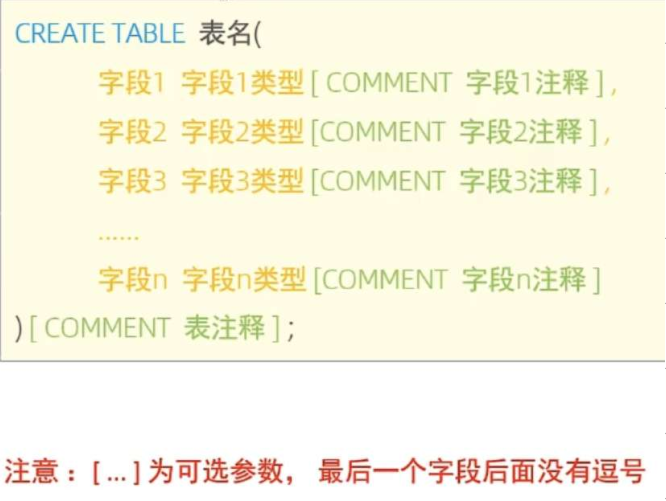 CREATE TABLE 表名(
字段1 字段1类型 [ COMMENT 字段1注释 ] ,
字段2 字段2类型 [COMMENT 字段2注释 ] ,
字段3 字段3类型 [COMMENT 字段3注释 ] ,
......
字段n 字段n类型 [COMMENT 字段n注释 ]
) [ COMMENT 表注释 ] ;
注意 : [ ... ] 为可选参数， 最后一个字段后面没有逗号